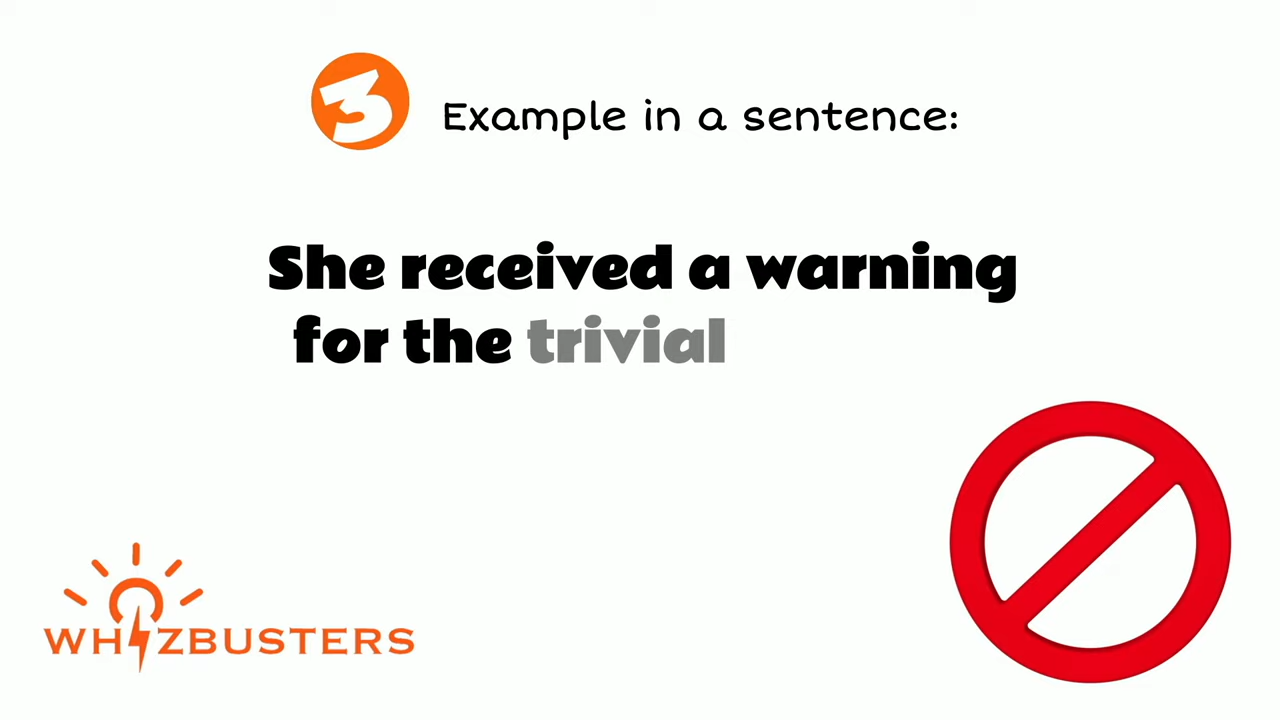 3 Example in a sentence:
She received a warning
for the trivial
WHIZBUSTERS